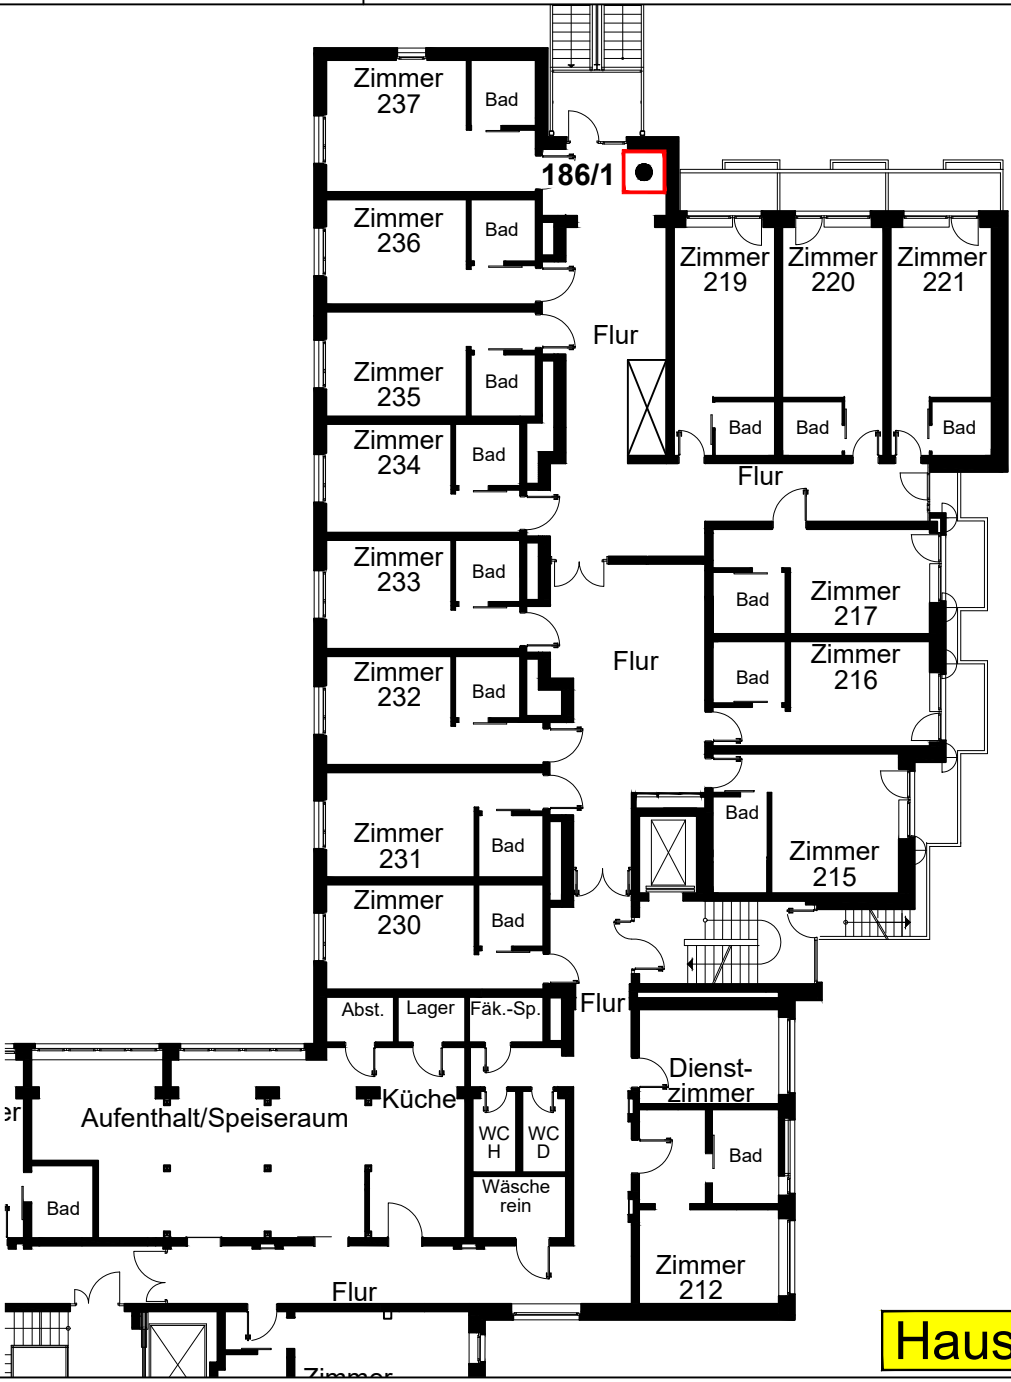 Zimmer
237
Bad
186/1
Zimmer
236
Bad
Zimmer
219
Zimmer
220
Zimmer
221
Flur
Zimmer
235
Bad
Bad
Bad
Bad
Zimmer
234
Bad
Flur
Zimmer
233
Bad
Bad
Zimmer
217
Flur
Zimmer
232
Bad
Bad
Zimmer
216
Zimmer
231
Bad
Bad
Zimmer
215
Zimmer
230
Bad
Abst.
Lager
Fäk.-Sp.
Flur
Dienst-
zimmer
Küche
Aufenthalt/Speiseraum
er
WC
H
WC
D
Bad
Wäsche
rein
Bad
Zimmer
212
Flur
Haus
Zimmer